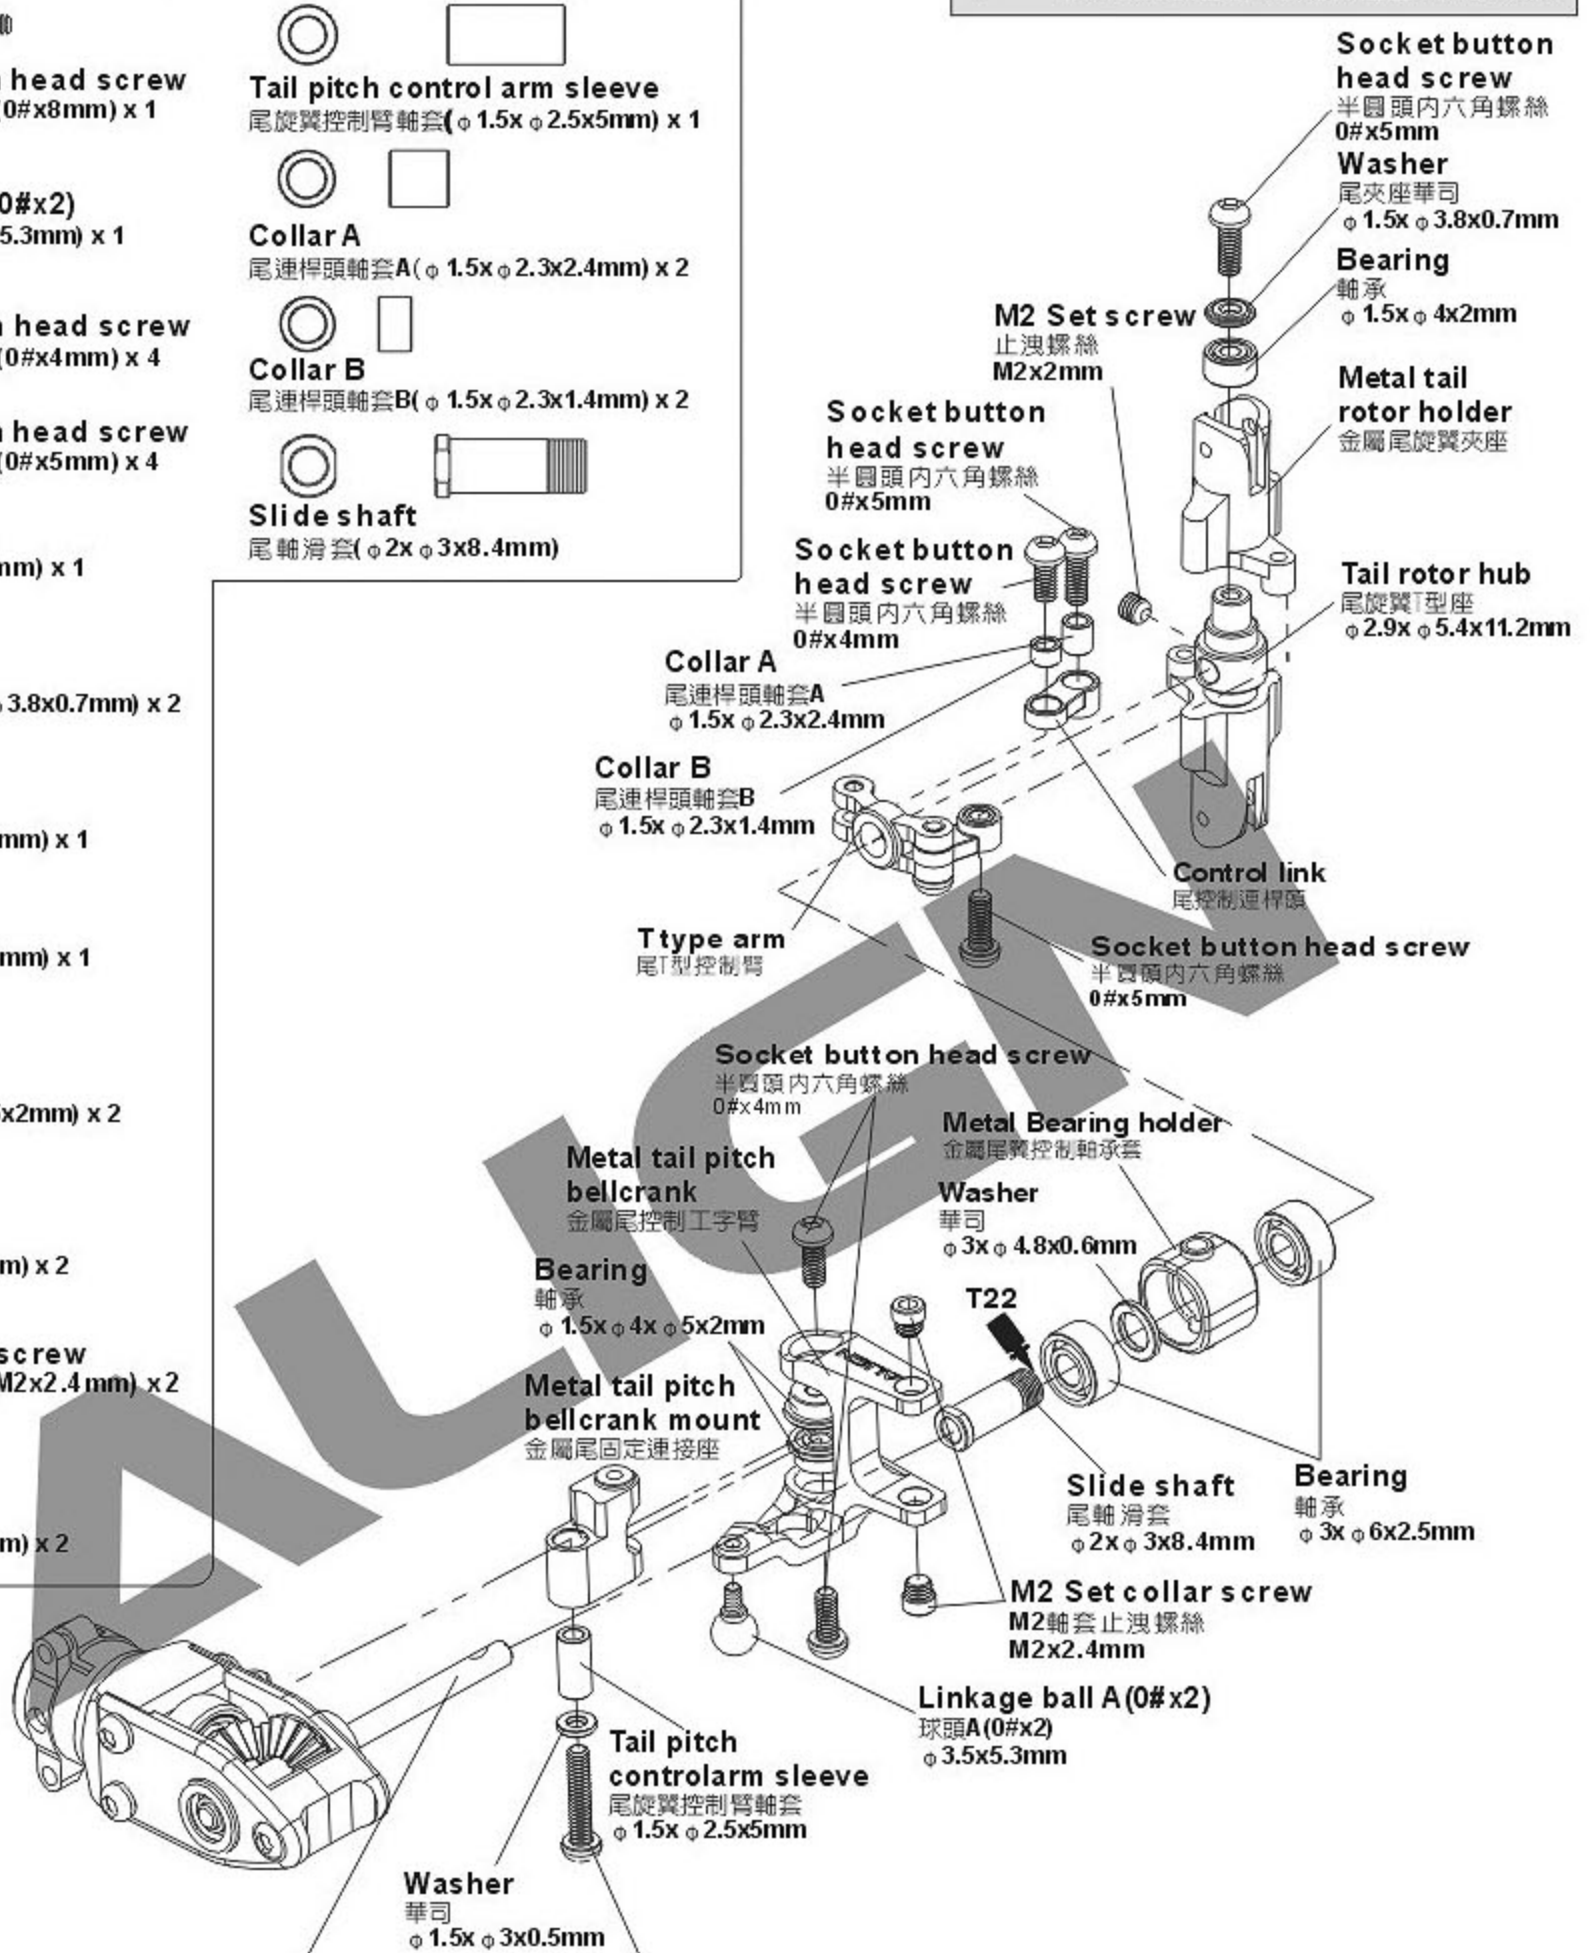 head screw
(0#x8mm) x 1
0#x2)
5.3mm) x 1
head screw
(0#x4mm) x 4
head screw
(0#x5mm) x 4
mm) x 1
3.8x0.7mm) x 2
mm) x 1
mm) x 1
x2mm) x 2
m) x 2
screw
M2x2.4mm) x 2
m) x 2
Tail pitch control arm sleeve
尾旋翼控制臂軸套(φ1.5xφ2.5x5mm) x 1
Collar A
尾連桿頭軸套A(φ1.5xφ2.3x2.4mm) x 2
Collar B
尾連桿頭軸套B(φ1.5xφ2.3x1.4mm) x 2
Slide shaft
尾軸滑套(φ2xφ3x8.4mm)
Socket button
head screw
半圓頭內六角螺絲
0#x5mm
Washer
尾夾座華司
φ1.5xφ3.8x0.7mm
Bearing
軸承
φ1.5xφ4x2mm
M2 Set screw
止洩螺絲
M2x2mm
Metal tail
rotor holder
金屬尾旋翼夾座
Socket button
head screw
半圓頭內六角螺絲
0#x5mm
Socket button
head screw
半圓頭內六角螺絲
0#x4mm
Tail rotor hub
尾旋翼T型座
φ2.9xφ5.4x11.2mm
Collar A
尾連桿頭軸套A
φ1.5xφ2.3x2.4mm
Collar B
尾連桿頭軸套B
φ1.5xφ2.3x1.4mm
Control link
尾控制連桿頭
T type arm
尾T型控制臂
Socket button head screw
半圓頭內六角螺絲
0#x5mm
Socket button head screw
半圓頭內六角螺絲
0#x4mm
Metal Bearing holder
金屬尾翼控制軸承套
Metal tail pitch
bellcrank
金屬尾控制工字臂
Washer
華司
φ3xφ4.8x0.6mm
Bearing
軸承
φ1.5xφ4xφ5x2mm
T22
Metal tail pitch
bellcrank mount
金屬尾固定連接座
ALIGN
Slide shaft
尾軸滑套
φ2xφ3x8.4mm
Bearing
軸承
φ3xφ6x2.5mm
M2 Set collar screw
M2軸套止洩螺絲
M2x2.4mm
Linkage ball A(0#x2)
球頭A(0#x2)
φ3.5x5.3mm
Tail pitch
controlarm sleeve
尾旋翼控制臂軸套
φ1.5xφ2.5x5mm
Washer
華司
φ1.5xφ3x0.5mm
ALIGN